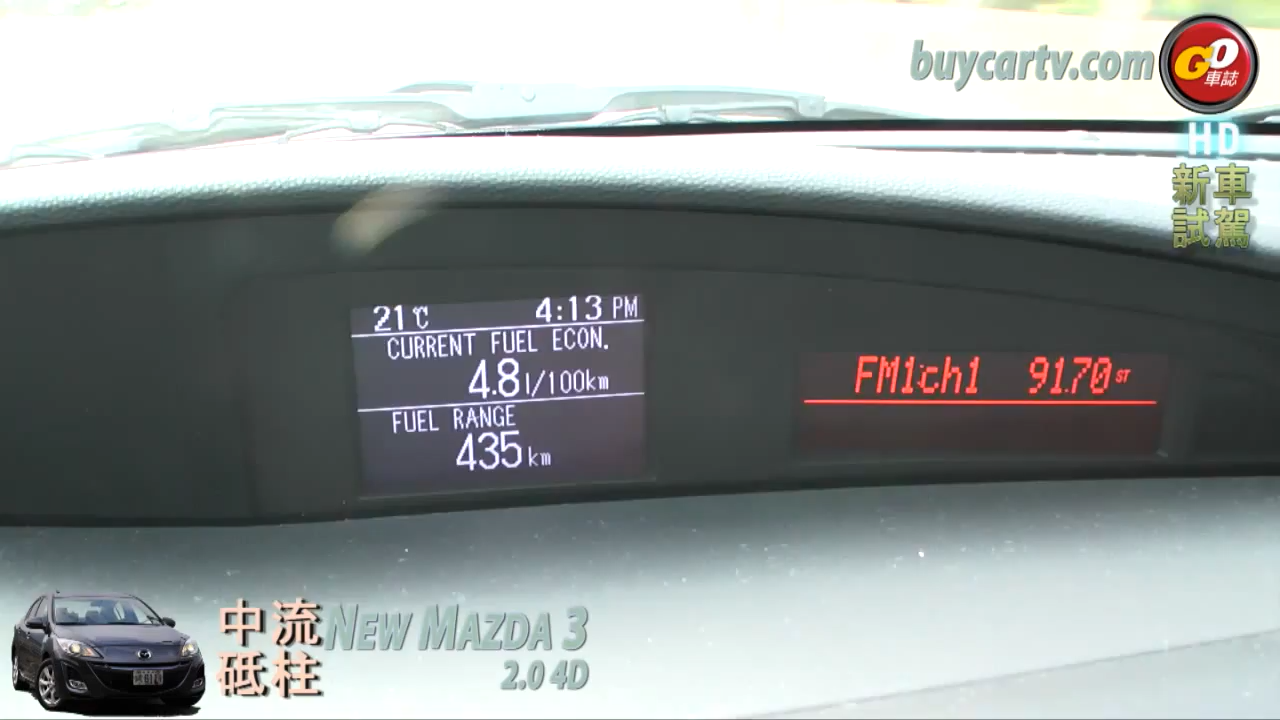 buycartv.com
GO
車誌
HD
新車
試駕
21℃ 4:13 PM
CURRENT FUEL ECON.
4.8 l/100km
FUEL RANGE
435 km
FM1ch1 91.70 ST
中流
砥柱
NEW MAZDA 3
2.0 4D